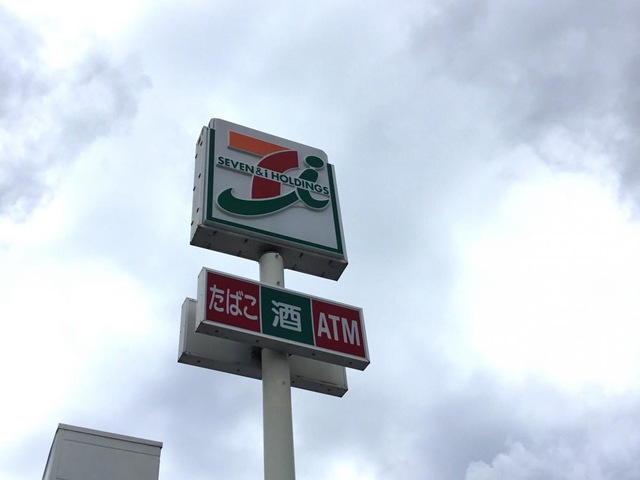 SEVEN & i HOLDINGS
たばこ 酒 ATM